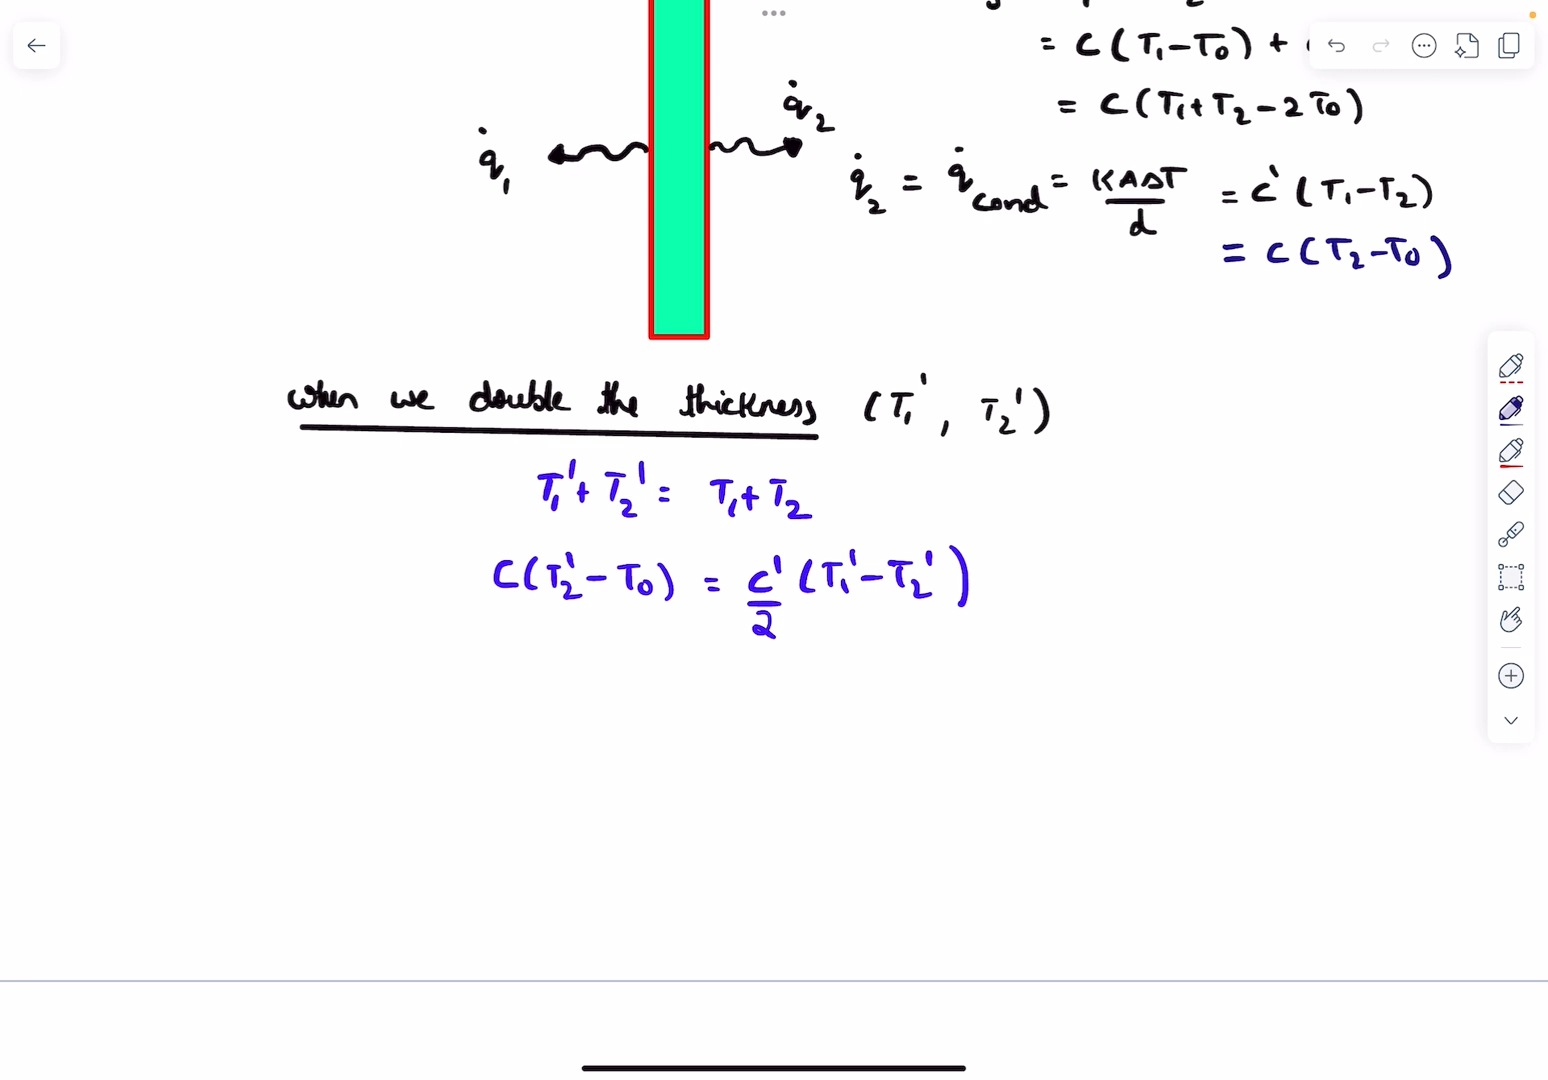 = C(T₁-T₀) +
= C(T₁+T₂-2T₀)
q̇₁
q̇₂
q̇₂ = q̇cond = KAΔT/d = C'(T₁-T₂)
= C(T₂-T₀)
when we double the thickness (T₁', T₂')
T₁'+T₂' = T₁+T₂
C(T₂'-T₀) = C'/2 (T₁'-T₂')